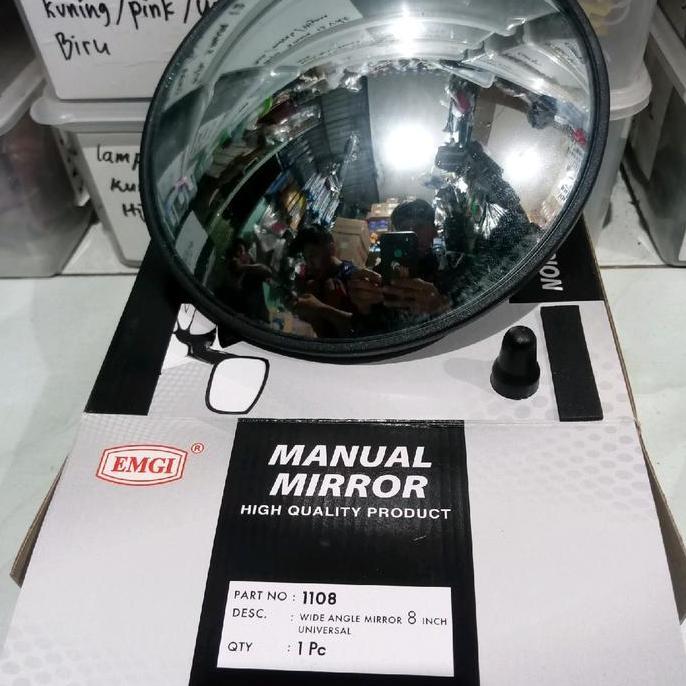 kuning/pink/
Biru
lamp
EMGI ®
MANUAL
MIRROR
HIGH QUALITY PRODUCT
PART NO : 1108
DESC. : WIDE ANGLE MIRROR 8 INCH
UNIVERSAL
QTY : 1 Pc